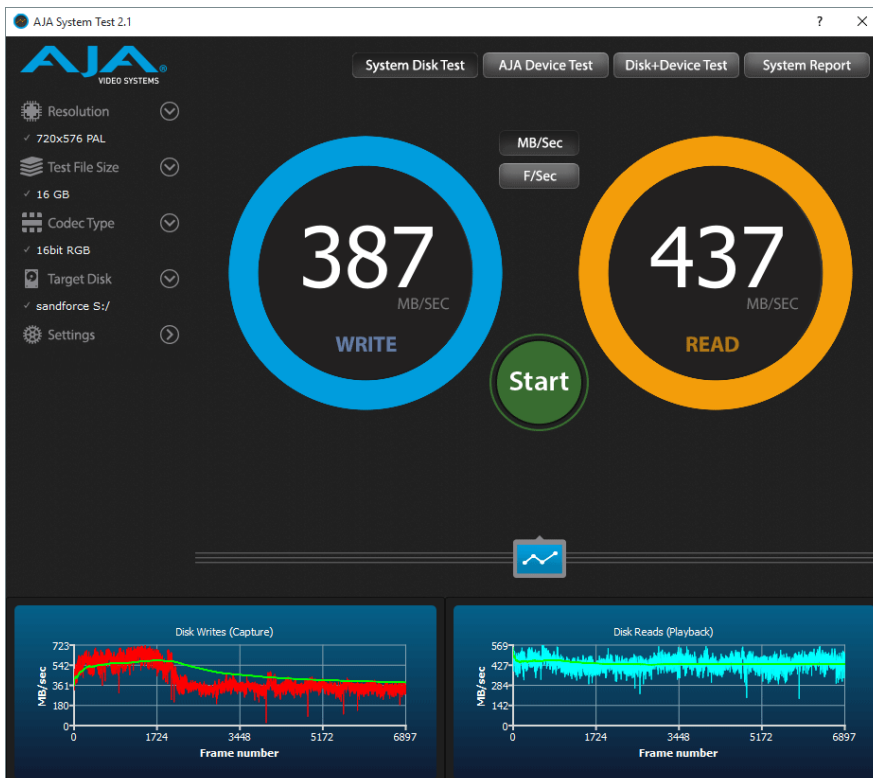 AJA System Test 2.1
?
AJA
VIDEO SYSTEMS
System Disk Test
AJA Device Test
Disk+Device Test
System Report
Resolution
720x576 PAL
Test File Size
16 GB
Codec Type
16bit RGB
Target Disk
sandforce S:/
Settings
MB/Sec
F/Sec
387
MB/SEC
WRITE
437
MB/SEC
READ
Start
Disk Writes (Capture)
MB/sec
723
542
361
180
0
0 1724 3448 5172 6897
Frame number
Disk Reads (Playback)
MB/sec
569
427
284
142
0
0 1724 3448 5172 6897
Frame number